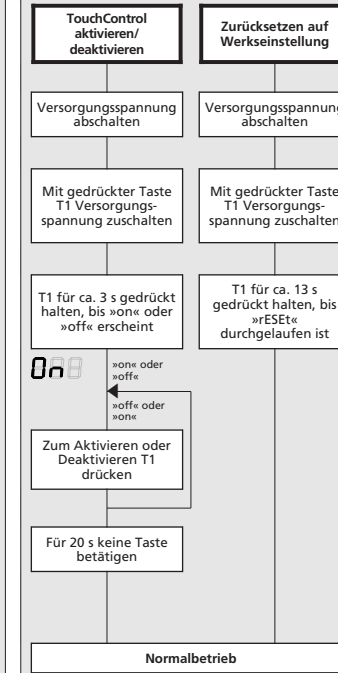 TouchControl
aktivieren/
deaktivieren
Versorgungsspannung
abschalten
Mit gedrückter Taste
T1 Versorgungs-
spannung zuschalten
T1 für ca. 3 s gedrückt
halten, bis »on« oder
»off« erscheint
On
»on« oder
»off«
»off« oder
»on«
Zum Aktivieren oder
Deaktivieren T1
drücken
Für 20 s keine Taste
betätigen
Zurücksetzen auf
Werkseinstellung
Versorgungsspannung
abschalten
Mit gedrückter Taste
T1 Versorgungs-
spannung zuschalten
T1 für ca. 13 s
gedrückt halten, bis
»rESEt«
durchgelaufen ist
Normalbetrieb